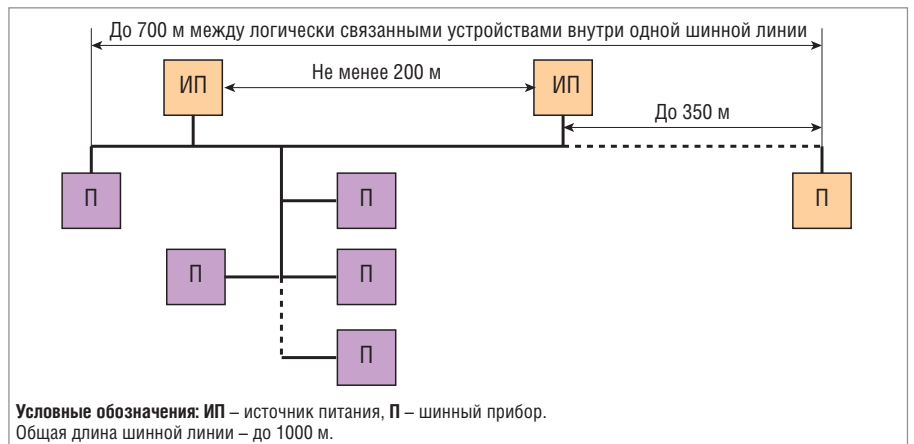 До 700 м между логически связанными устройствами внутри одной шинной линии
ИП
Не менее 200 м
ИП
До 350 м
П
П
П
П
П
П
Условные обозначения: ИП – источник питания, П – шинный прибор.
Общая длина шинной линии – до 1000 м.